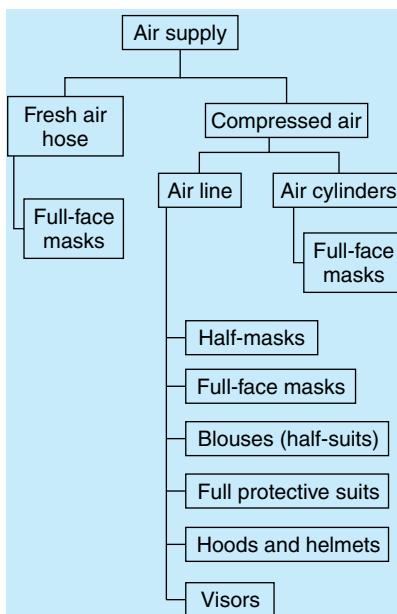 Air supply
Fresh air
hose
Compressed air
Full-face
masks
Air line
Air cylinders
Full-face
masks
Half-masks
Full-face masks
Blouses (half-suits)
Full protective suits
Hoods and helmets
Visors